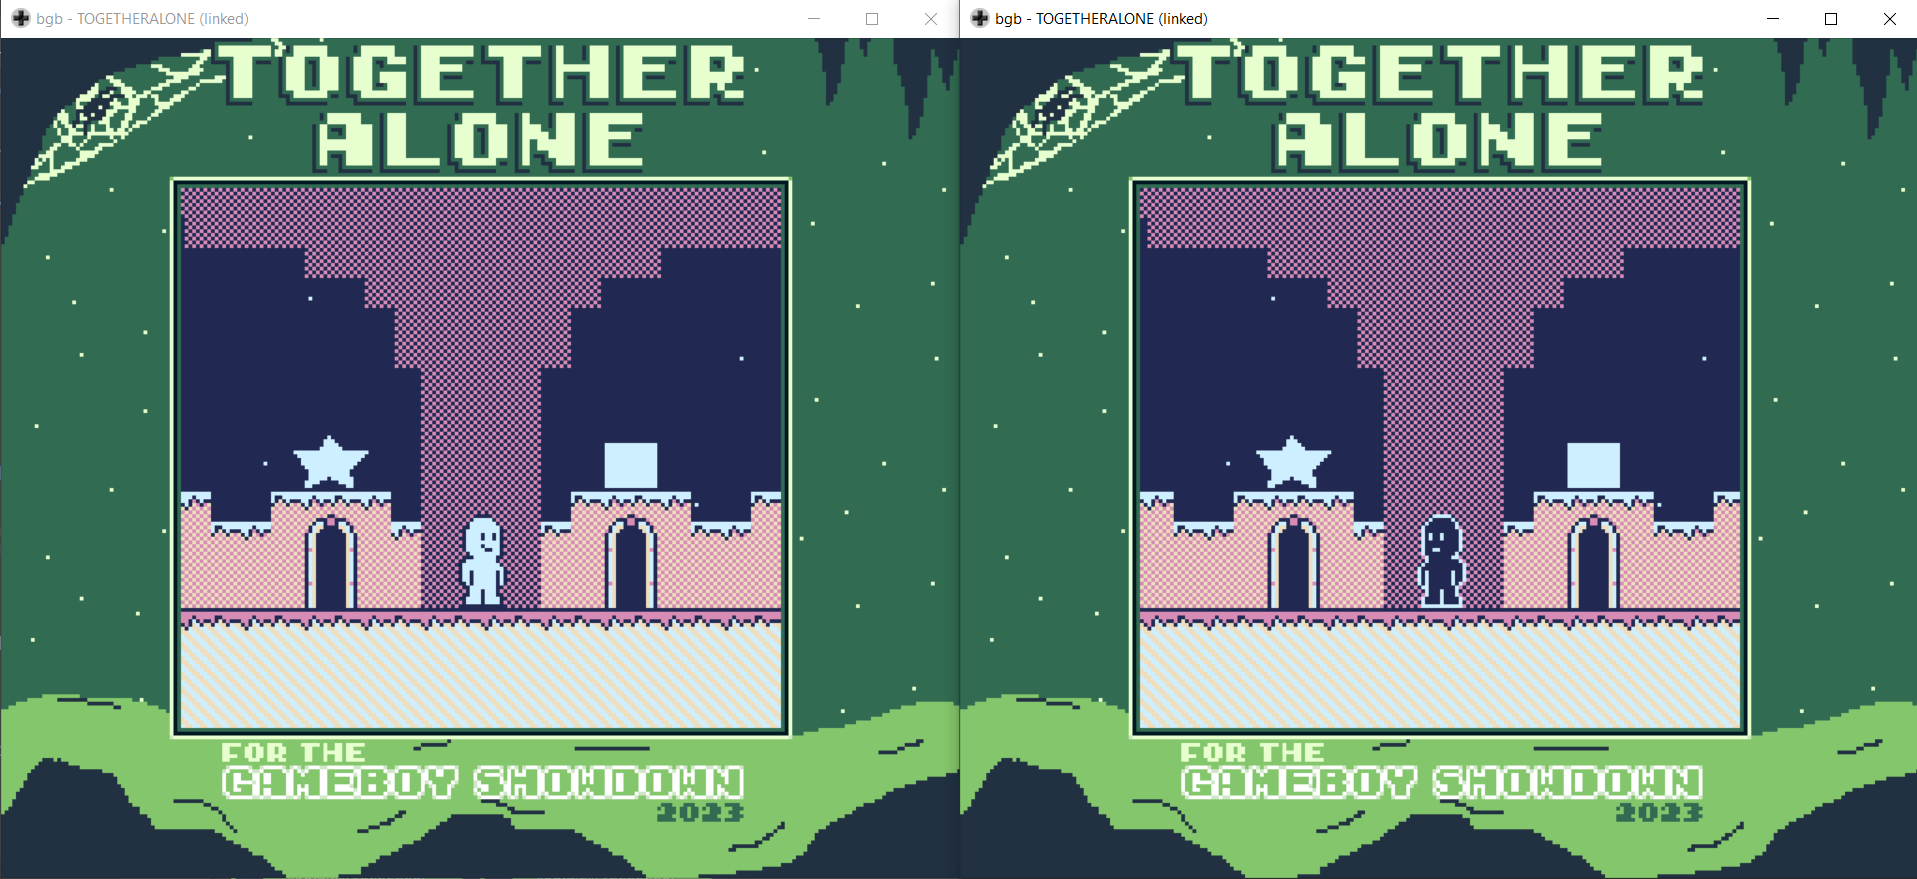 bgb - TOGETHERALONE (linked)
TOGETHER
ALONE
FOR THE
GAMEBOY SHOWDOWN
2023
bgb - TOGETHERALONE (linked)
TOGETHER
ALONE
FOR THE
GAMEBOY SHOWDOWN
2023